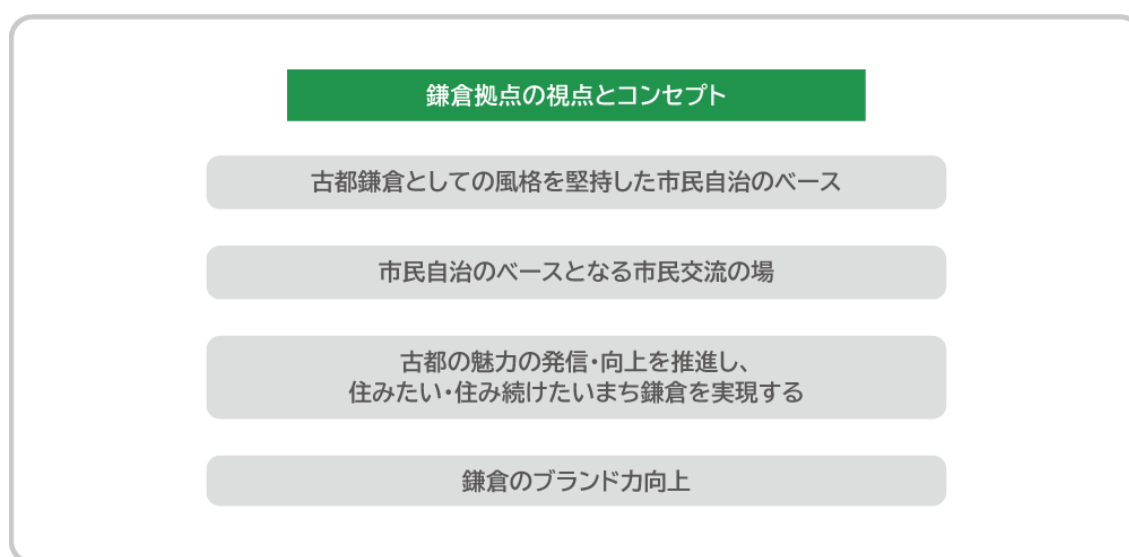 鎌倉拠点の視点とコンセプト
古都鎌倉としての風格を堅持した市民自治のベース
市民自治のベースとなる市民交流の場
古都の魅力の発信・向上を推進し、
住みたい・住み続けたいまち鎌倉を実現する
鎌倉のブランド力向上